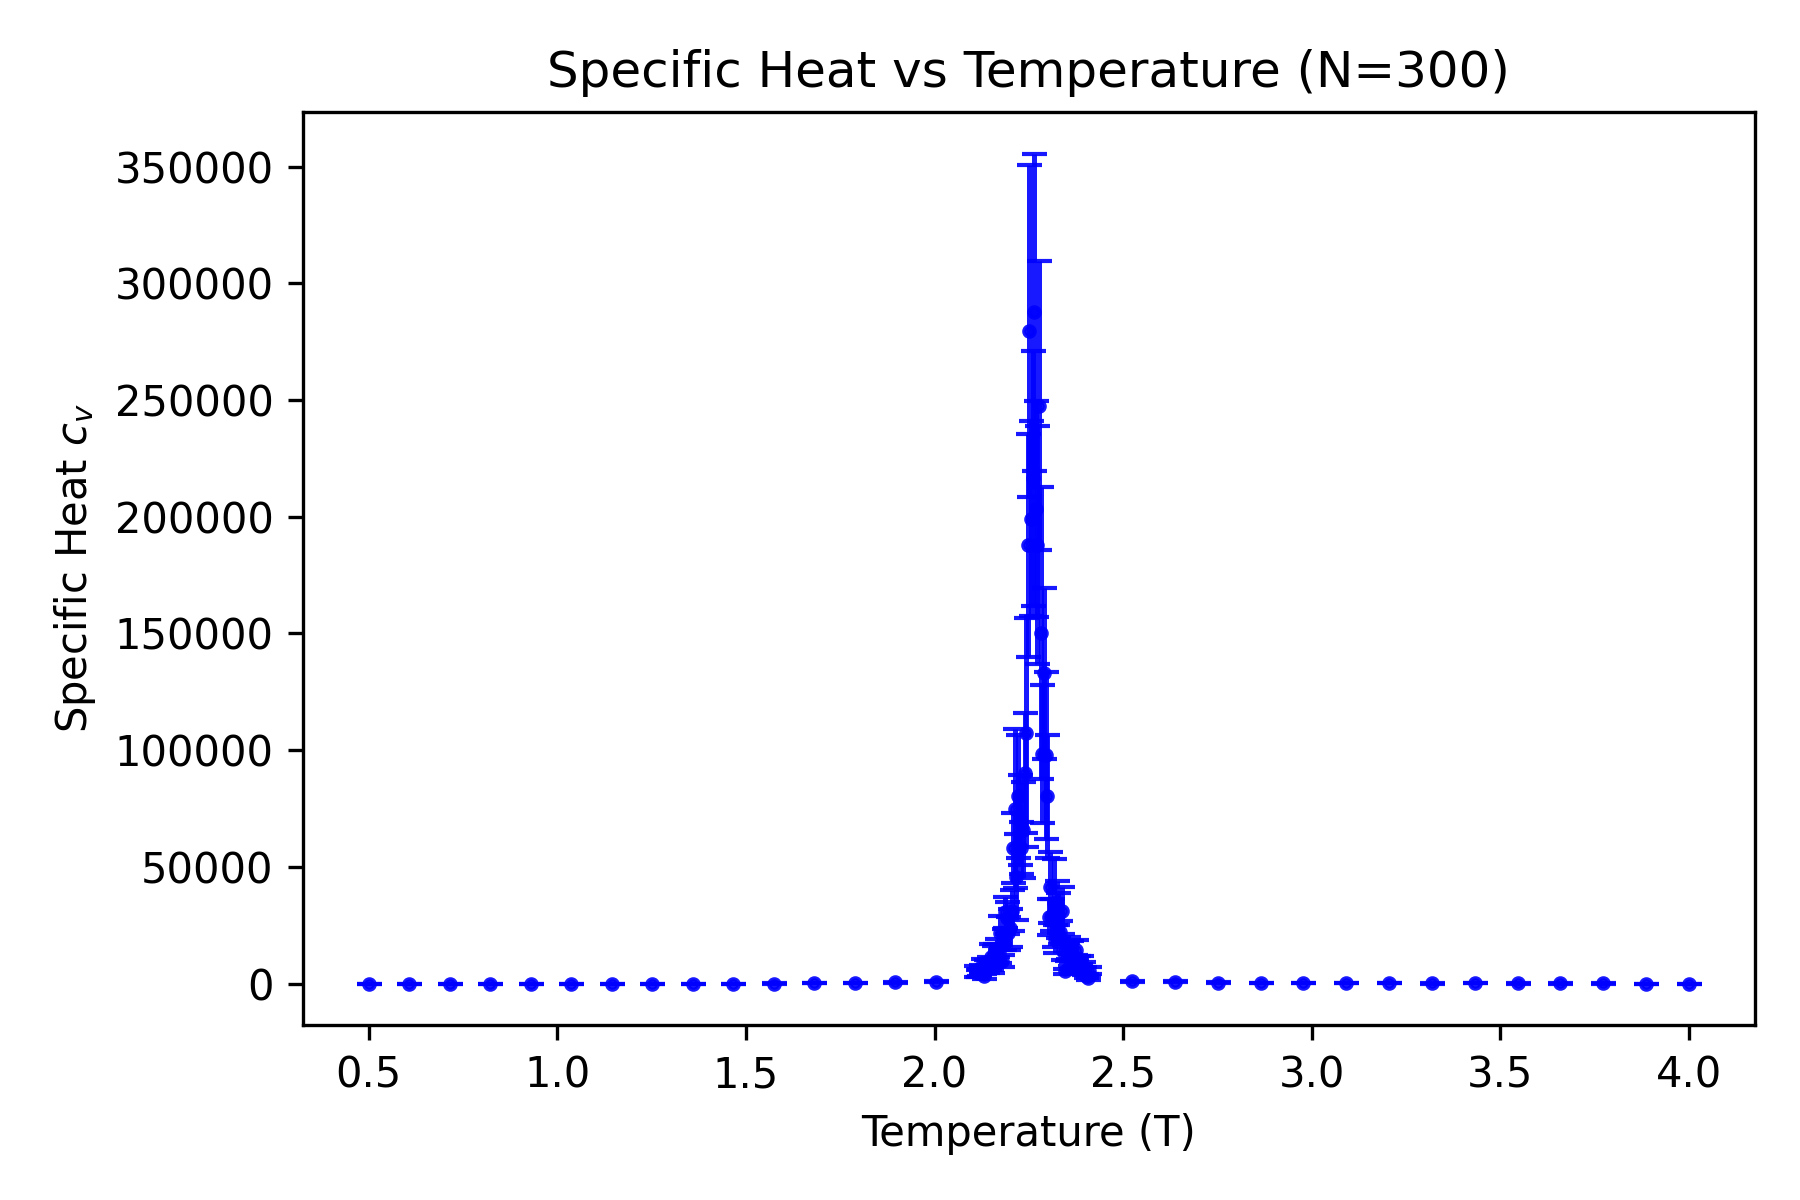 Specific Heat vs Temperature (N=300)
Specific Heat c_v
350000
300000
250000
200000
150000
100000
50000
0
0.5 1.0 1.5 2.0 2.5 3.0 3.5 4.0
Temperature (T)